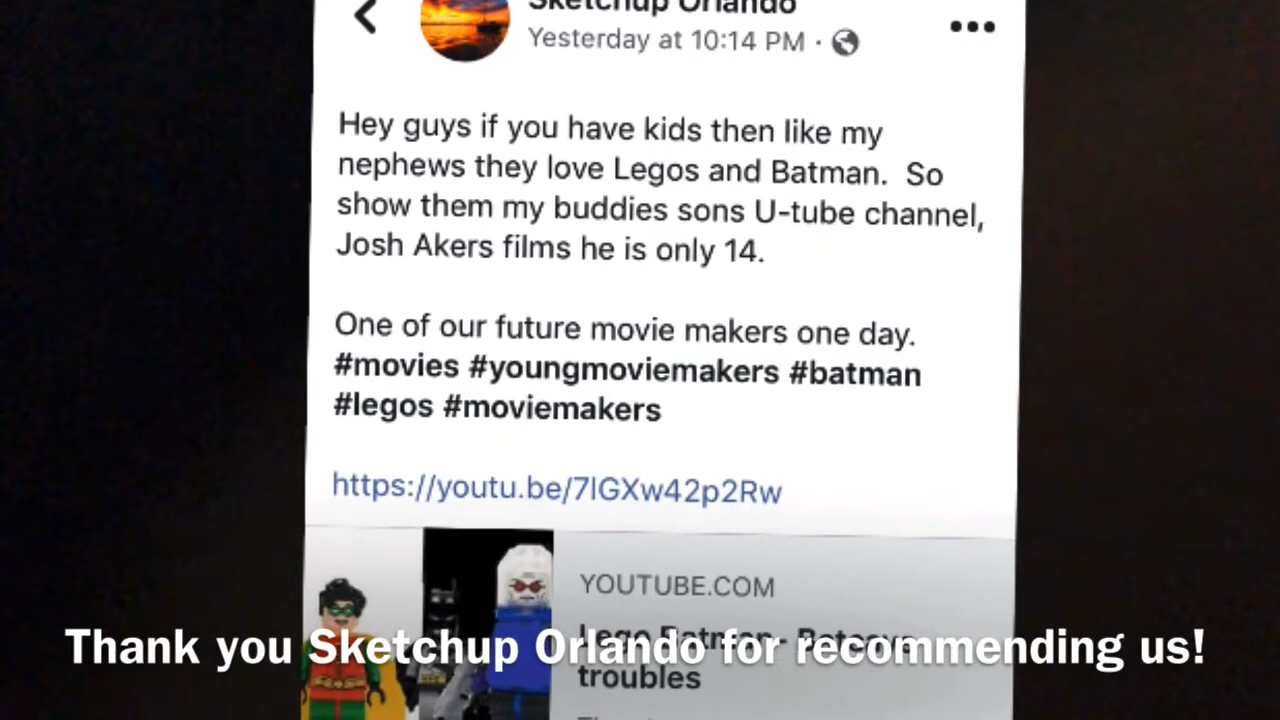 Sketchup Orlando
Yesterday at 10:14 PM ·
Hey guys if you have kids then like my
nephews they love Legos and Batman. So
show them my buddies sons U-tube channel,
Josh Akers films he is only 14.
One of our future movie makers one day.
#movies #youngmoviemakers #batman
#legos #moviemakers
https://youtu.be/7lGXw42p2Rw
YOUTUBE.COM
Lego Batman-
troubles
Thank you Sketchup Orlando for recommending us!